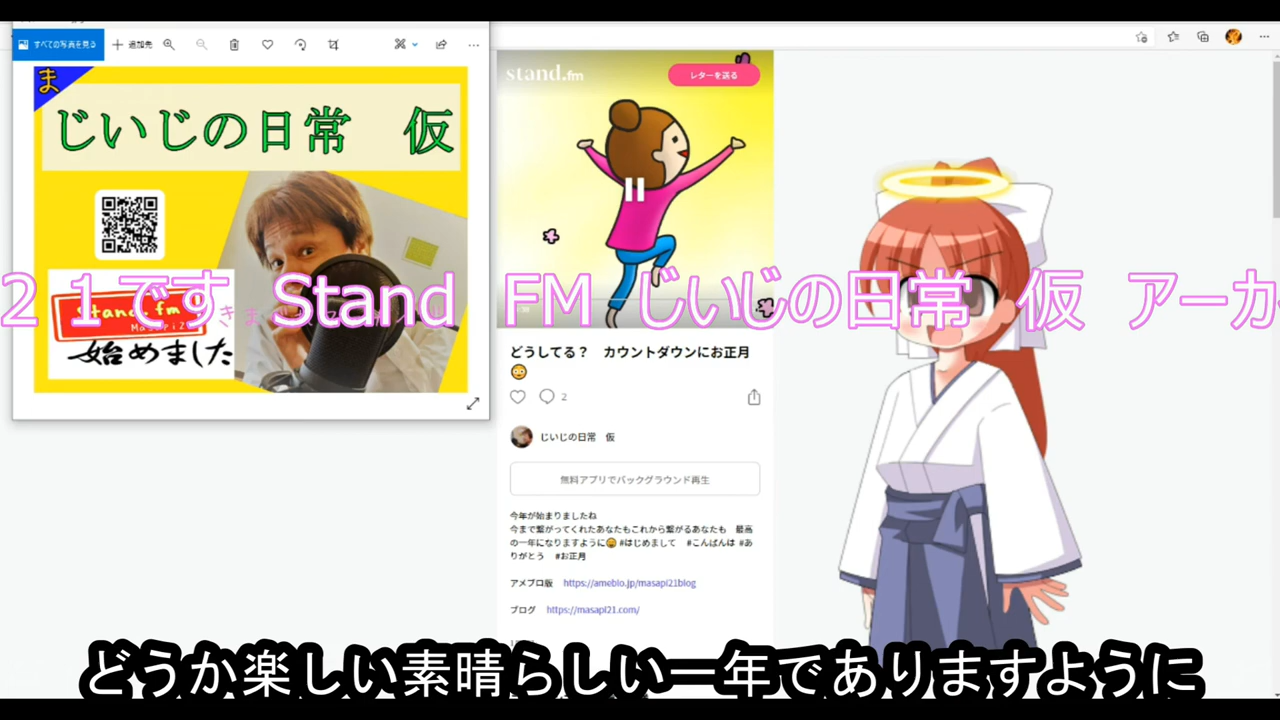 すべての写真を見る
追加先
ま
じいじの日常 仮
stand.fm
Masapi2
始めました
stand.fm
レターを送る
21です Stand FM じいじの日常 仮 アーカ
どうしてる? カウントダウンにお正月
😳
2
じいじの日常 仮
無料アプリでバックグラウンド再生
今年が始まりましたね
今まで繋がってくれたあなたもこれから繋がるあなたも 最高
の一年になりますように😄 #はじめまして #こんばんは #あ
りがとう #お正月
アメブロ版 https://ameblo.jp/masapi21blog
ブログ https://masapi21.com/
どうか楽しい素晴らしい一年でありますように